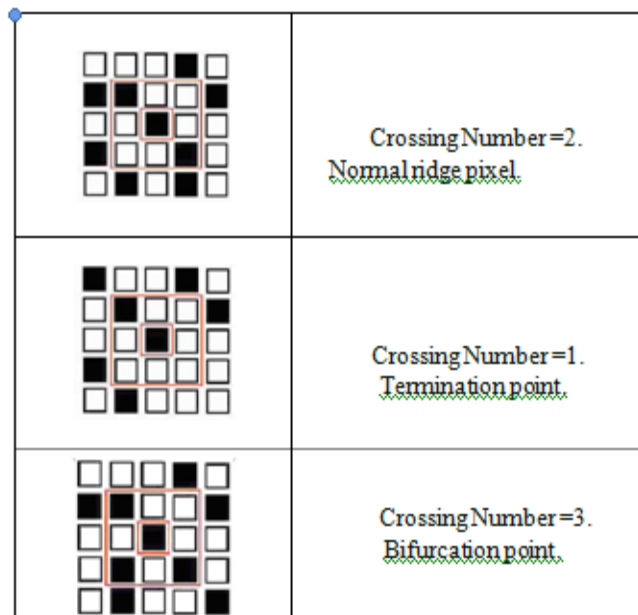 Crossing Number =2.
Normal ridge pixel.
Crossing Number =1.
Termination point.
Crossing Number =3.
Bifurcation point.